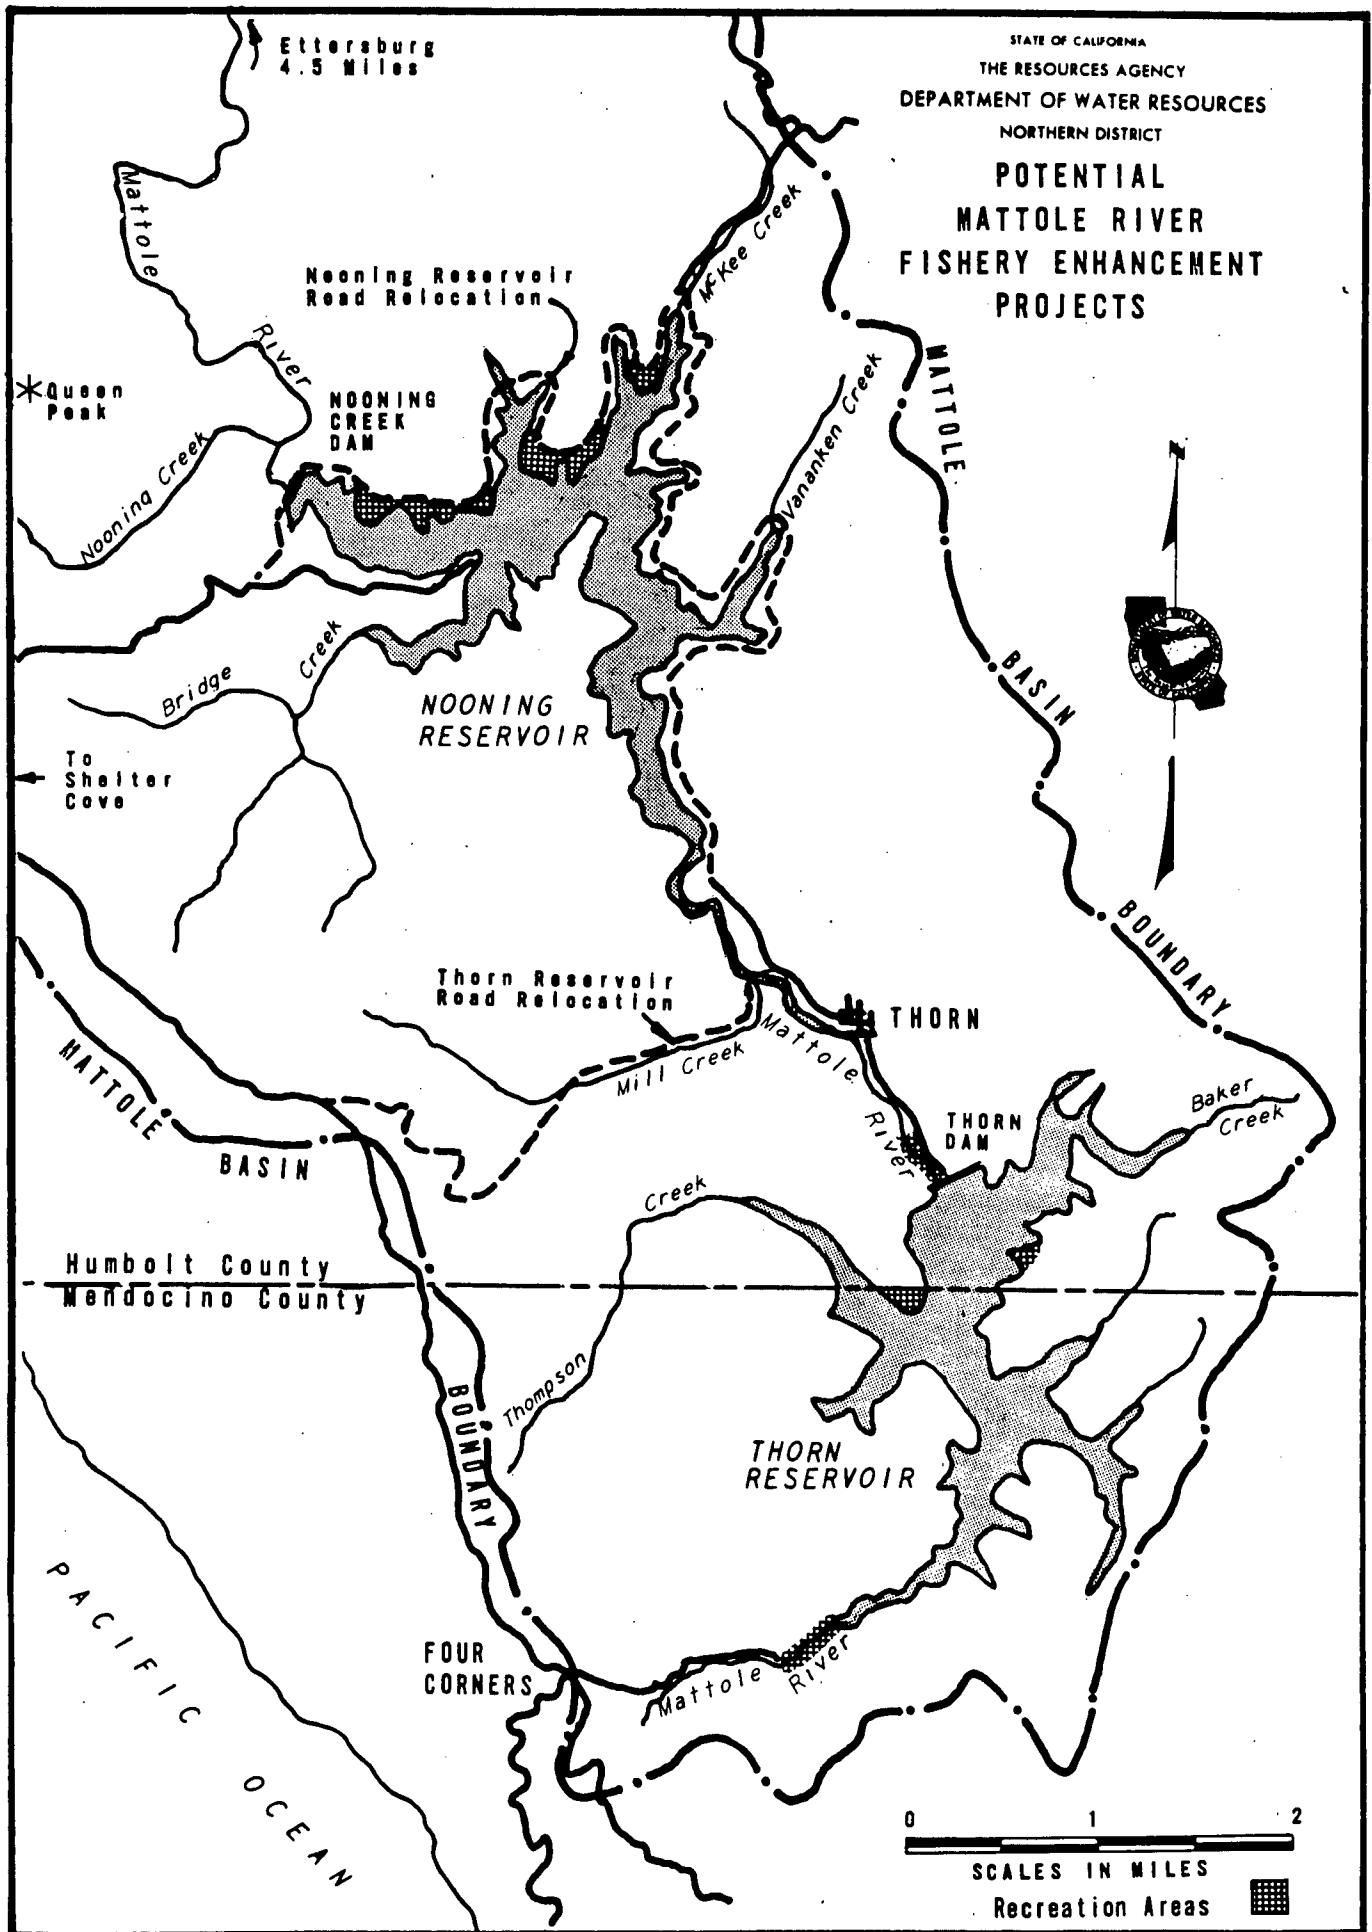 Ettersburg
4.5 Miles
STATE OF CALIFORNIA
THE RESOURCES AGENCY
DEPARTMENT OF WATER RESOURCES
NORTHERN DISTRICT
POTENTIAL
MATTOLE RIVER
FISHERY ENHANCEMENT
PROJECTS
Mattole
River
McKee Creek
Nooning Reservoir
Road Relocation
Queen
Peak
NOONING
CREEK
DAM
Nooning Creek
Vananken Creek
MATTOLE
BASIN
BOUNDARY
N
Bridge
Creek
NOONING
RESERVOIR
To
Shelter
Cove
Thorn Reservoir
Road Relocation
THORN
Mill Creek
Mattole
River
MATTOLE
BASIN
BOUNDARY
THORN
DAM
Baker
Creek
Creek
Thompson
Humbolt County
Mendocino County
THORN
RESERVOIR
PACIFIC OCEAN
FOUR
CORNERS
Mattole
River
0 1 2
SCALES IN MILES
Recreation Areas